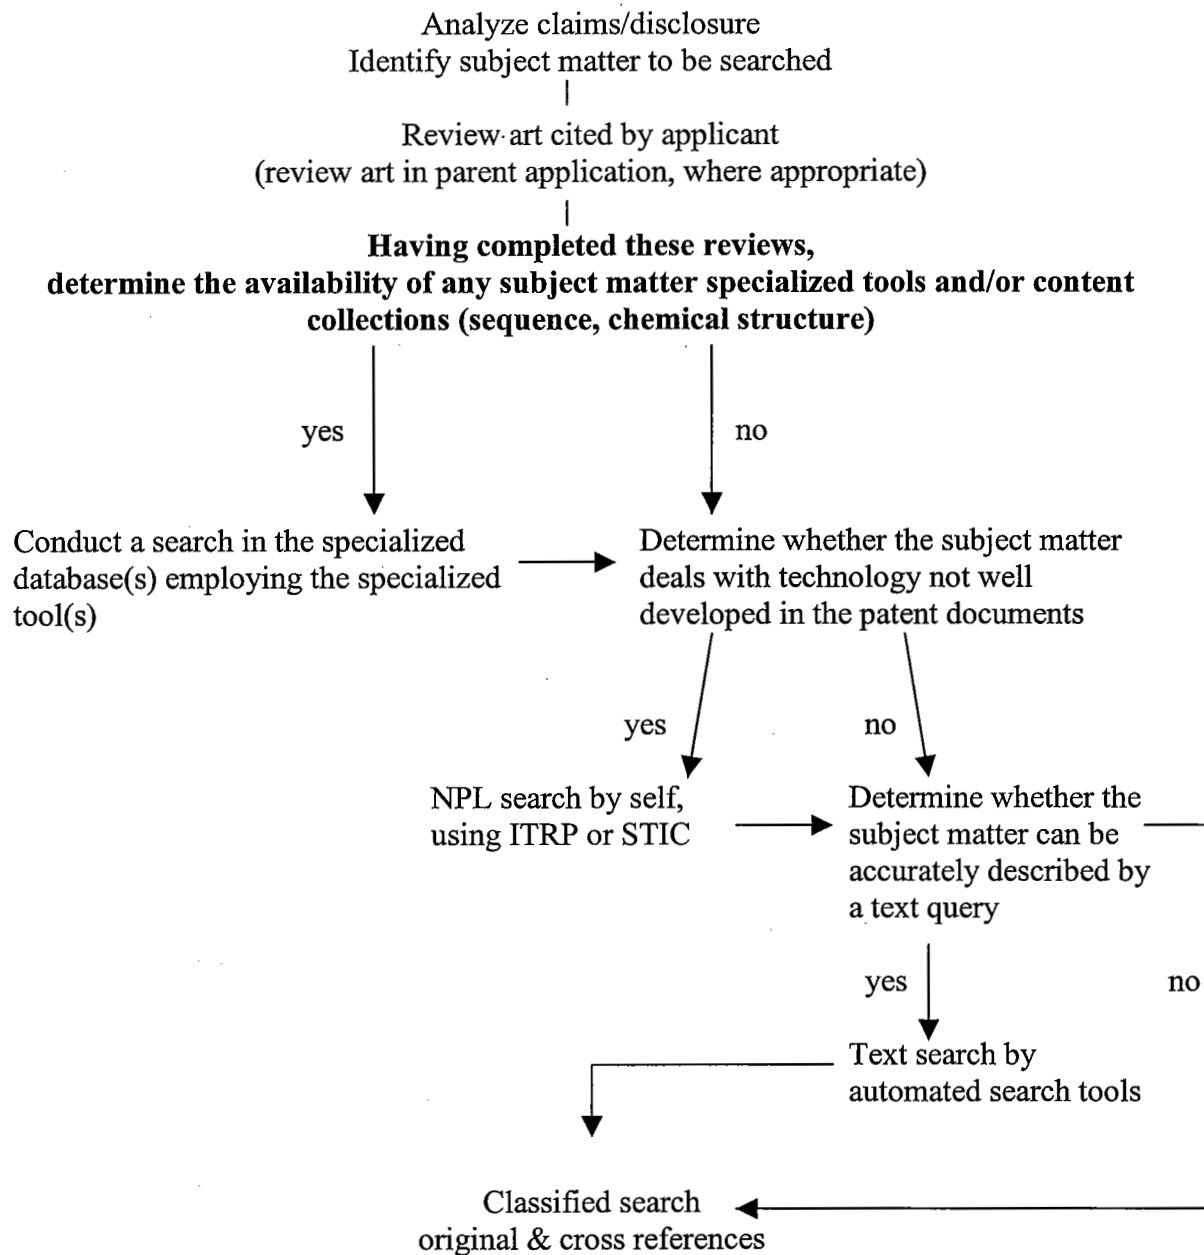 Analyze claims/disclosure
Identify subject matter to be searched
Review art cited by applicant
(review art in parent application, where appropriate)
Having completed these reviews,
determine the availability of any subject matter specialized tools and/or content
collections (sequence, chemical structure)
yes
no
Conduct a search in the specialized
database(s) employing the specialized
tool(s)
Determine whether the subject matter
deals with technology not well
developed in the patent documents
yes
no
NPL search by self,
using ITRP or STIC
Determine whether the
subject matter can be
accurately described by
a text query
yes
no
Text search by
automated search tools
Classified search
original & cross references